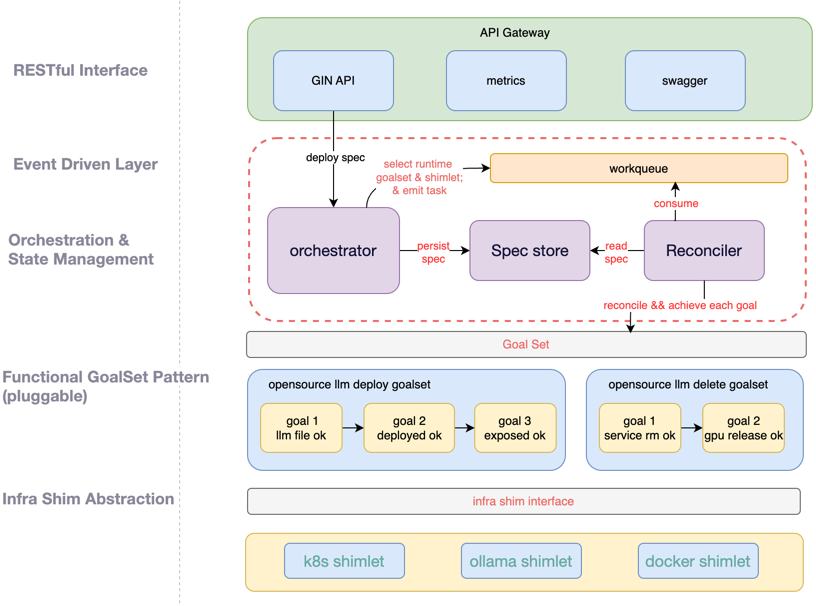 API Gateway
RESTful Interface
GIN API
metrics
swagger
deploy spec
Event Driven Layer
select runtime
goalset & shimlet;
& emit task
workqueue
consume
Orchestration &
State Management
orchestrator
persist
spec
Spec store
read
spec
Reconciler
reconcile && achieve each goal
Goal Set
Functional GoalSet Pattern
(pluggable)
opensource llm deploy goalset
goal 1
llm file ok
goal 2
deployed ok
goal 3
exposed ok
opensource llm delete goalset
goal 1
service rm ok
goal 2
gpu release ok
Infra Shim Abstraction
infra shim interface
k8s shimlet
ollama shimlet
docker shimlet